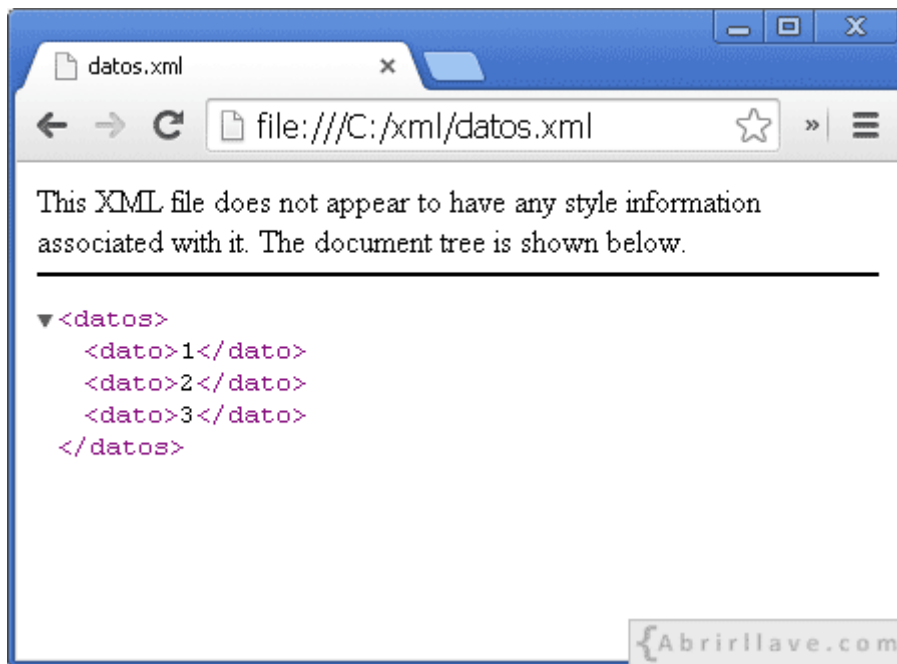 datos.xml
file:///C:/xml/datos.xml
This XML file does not appear to have any style information
associated with it. The document tree is shown below.
<datos>
<dato>1</dato>
<dato>2</dato>
<dato>3</dato>
</datos>
{Abrirllave.com